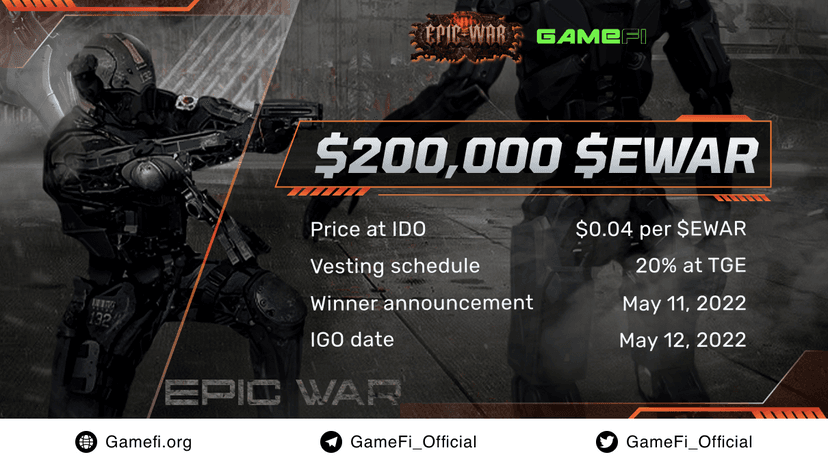 EPIC WAR
GAMEFI
$200,000 $EWAR
Price at IDO $0.04 per $EWAR
Vesting schedule 20% at TGE
Winner announcement May 11, 2022
IGO date May 12, 2022
132
EPIC WAR
Gamefi.org GameFi_Official GameFi_Official